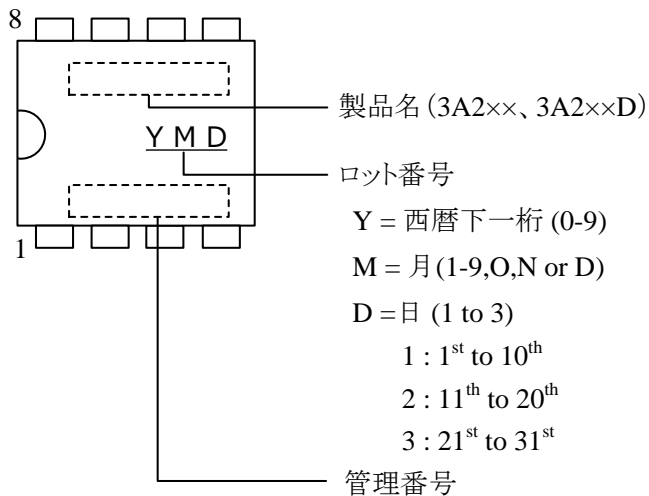 8
製品名 (3A2××、3A2××D)
Y M D
ロット番号
1
Y = 西暦下一桁 (0-9)
M = 月(1-9,O,N or D)
D =日 (1 to 3)
1 : 1st to 10th
2 : 11th to 20th
3 : 21st to 31st
管理番号